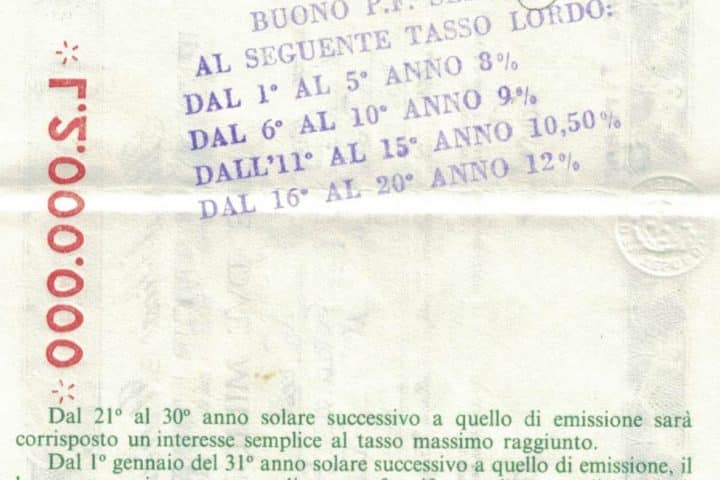 BUONO P.F.
AL SEGUENTE TASSO LORDO:
DAL 1° AL 5° ANNO 8%
DAL 6° AL 10° ANNO 9%
DALL'11° AL 15° ANNO 10,50%
DAL 16° AL 20° ANNO 12%
L.2.000.000
Dal 21° al 30° anno solare successivo a quello di emissione sarà
corrisposto un interesse semplice al tasso massimo raggiunto.
Dal 1° gennaio del 31° anno solare successivo a quello di emissione, il